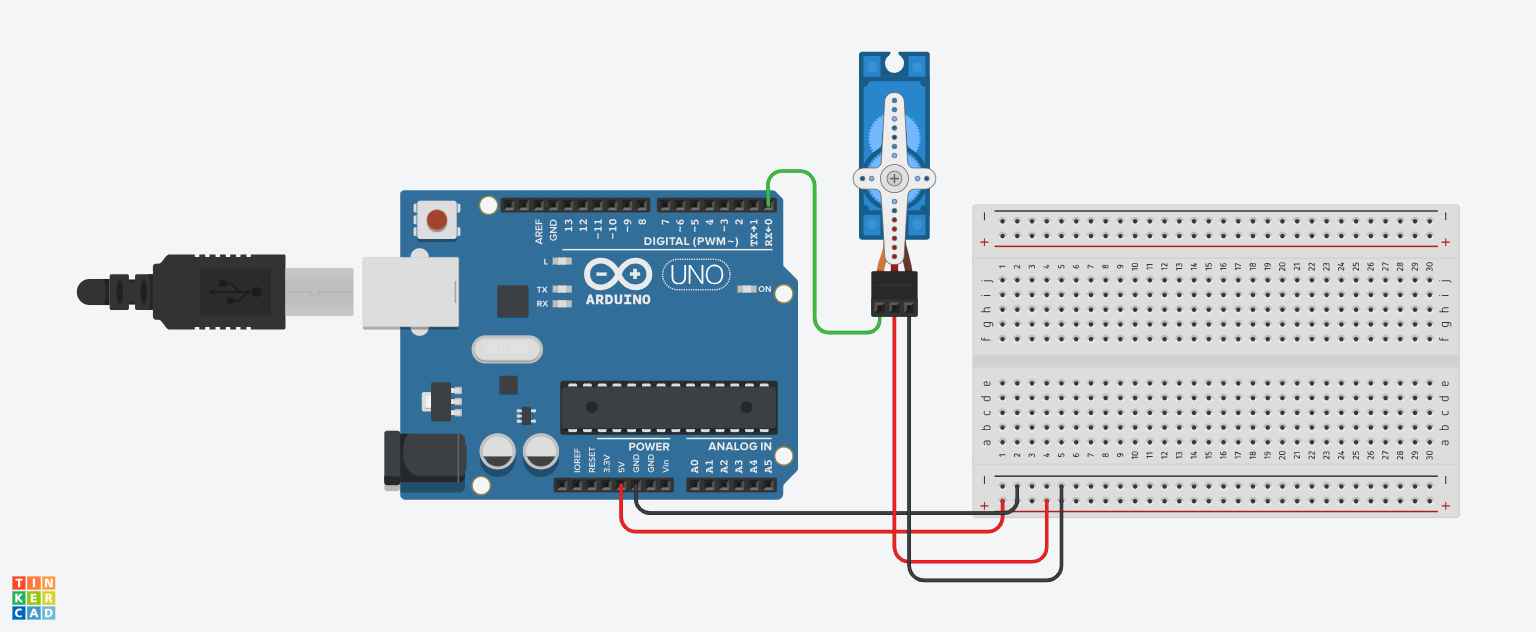 AREF
GND
13
12
~11
~10
~9
8
7
~6
~5
4
~3
2
TX→1
RX←0
DIGITAL (PWM~)
L
TX
RX
ARDUINO
UNO
ON
POWER
ANALOG IN
IOREF
RESET
3.3V
5V
GND
GND
Vin
A0
A1
A2
A3
A4
A5
− −
+ +
1 2 3 4 5 6 7 8 9 10 11 12 13 14 15 16 17 18 19 20 21 22 23 24 25 26 27 28 29 30
j j
i i
h h
g g
f f
e e
d d
c c
b b
a a
1 2 3 4 5 6 7 8 9 10 11 12 13 14 15 16 17 18 19 20 21 22 23 24 25 26 27 28 29 30
− −
+ +
TIN
KER
CAD